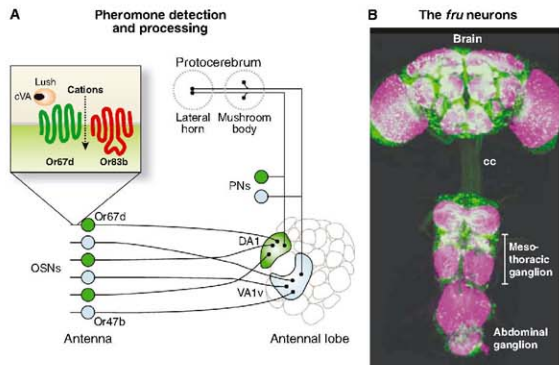 A
Pheromone detection
and processing
Lush
cVA
Cations
Or67d
Or83b
Protocerebrum
Lateral
horn
Mushroom
body
PNs
Or67d
DA1
OSNs
VA1v
Or47b
Antenna
Antennal lobe
B
The fru neurons
Brain
cc
Meso-
thoracic
ganglion
Abdominal
ganglion